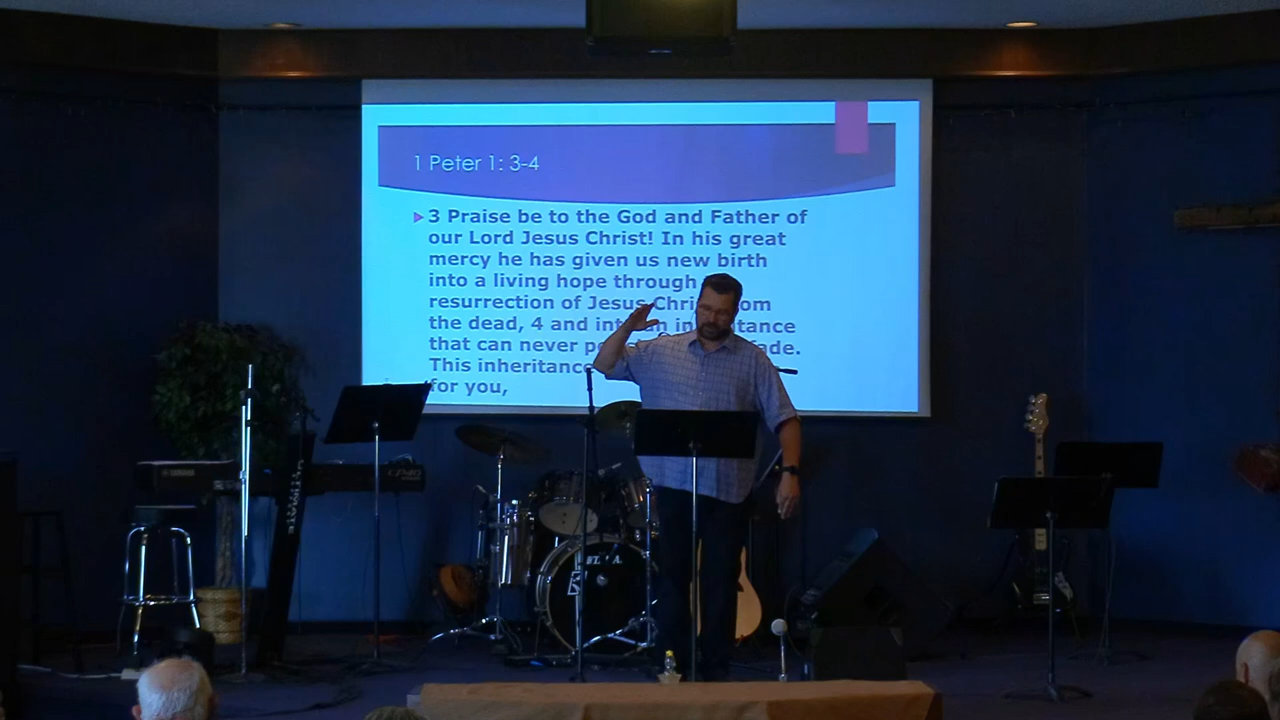 1 Peter 1: 3-4
3 Praise be to the God and Father of
our Lord Jesus Christ! In his great
mercy he has given us new birth
into a living hope through
resurrection of Jesus
the dead, 4 and
that can never
This inheritance
for you,
YAMAHA